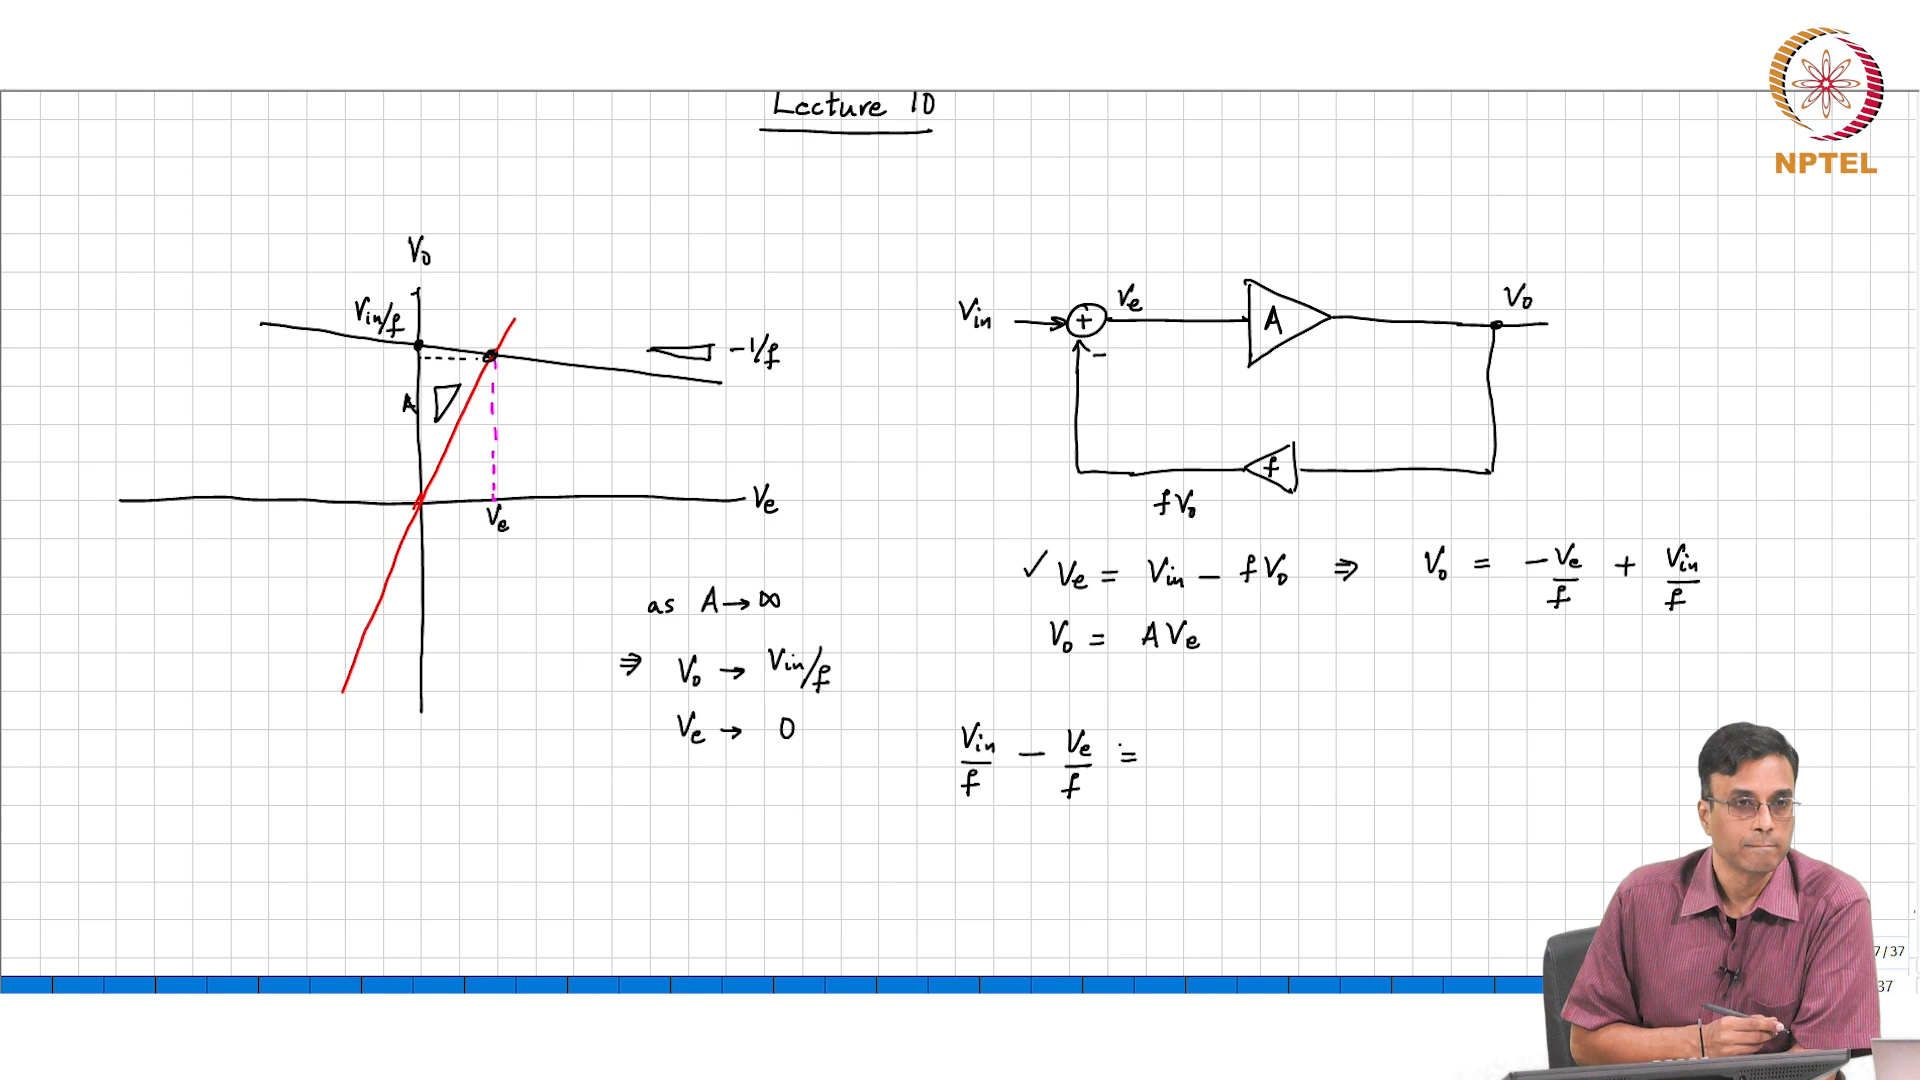 Lecture 10
NPTEL
V₀
Vin/f
-1/f
A
Ve
Ve
as A → ∞
⇒ V₀ → Vin/f
Ve → 0
Vin
+
-
Ve
A
V₀
f
fV₀
✓ Ve = Vin - fV₀ ⇒ V₀ = -Ve/f + Vin/f
V₀ = AVe
Vin/f - Ve/f =
7/37
37